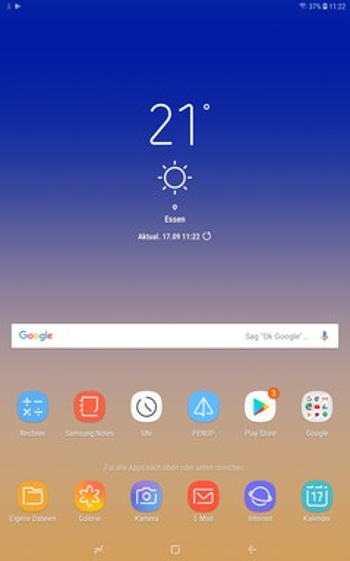 37% 11:22
21°
Essen
Aktual. 17.09 11:22
Google Sag "Ok Google"...
3
Rechner Samsung Notes Uhr PENUP Play Store Google
Für alle Apps nach oben oder unten streichen
17
Eigene Dateien Galerie Kamera E-Mail Internet Kalender